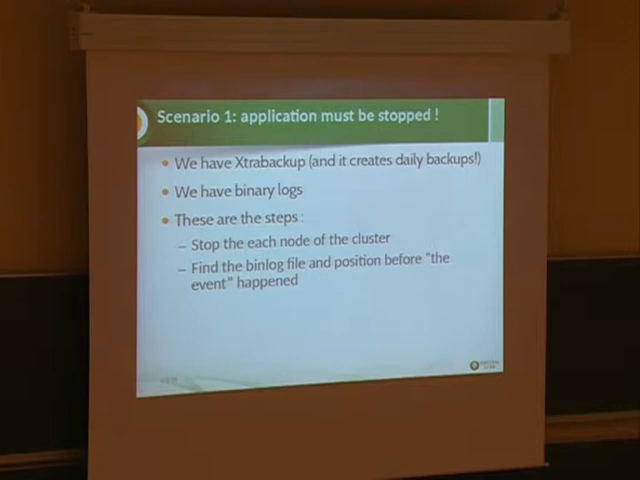 Scenario 1: application must be stopped !
• We have Xtrabackup (and it creates daily backups!)
• We have binary logs
• These are the steps :
– Stop the each node of the cluster
– Find the binlog file and position before "the
event" happened